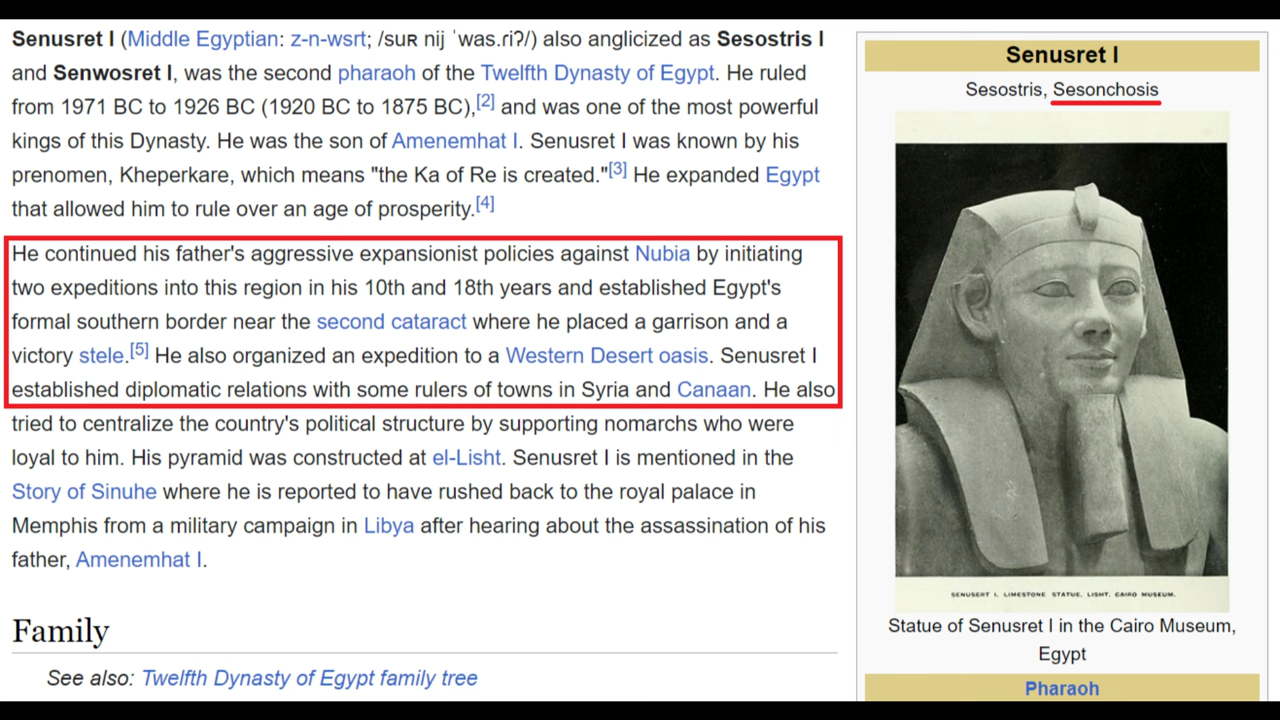 Senusret I (Middle Egyptian: z-n-wsrt; /suʀ nij ˈwas.ɾiʔ/) also anglicized as Sesostris I
and Senwosret I, was the second pharaoh of the Twelfth Dynasty of Egypt. He ruled
from 1971 BC to 1926 BC (1920 BC to 1875 BC),[2] and was one of the most powerful
kings of this Dynasty. He was the son of Amenemhat I. Senusret I was known by his
prenomen, Kheperkare, which means "the Ka of Re is created."[3] He expanded Egypt
that allowed him to rule over an age of prosperity.[4]
He continued his father's aggressive expansionist policies against Nubia by initiating
two expeditions into this region in his 10th and 18th years and established Egypt's
formal southern border near the second cataract where he placed a garrison and a
victory stele.[5] He also organized an expedition to a Western Desert oasis. Senusret I
established diplomatic relations with some rulers of towns in Syria and Canaan. He also
tried to centralize the country's political structure by supporting nomarchs who were
loyal to him. His pyramid was constructed at el-Lisht. Senusret I is mentioned in the
Story of Sinuhe where he is reported to have rushed back to the royal palace in
Memphis from a military campaign in Libya after hearing about the assassination of his
father, Amenemhat I.
Family
See also: Twelfth Dynasty of Egypt family tree
Senusret I
Sesostris, Sesonchosis
SENUSERT I. LIMESTONE STATUE. LISHT. CAIRO MUSEUM.
Statue of Senusret I in the Cairo Museum,
Egypt
Pharaoh